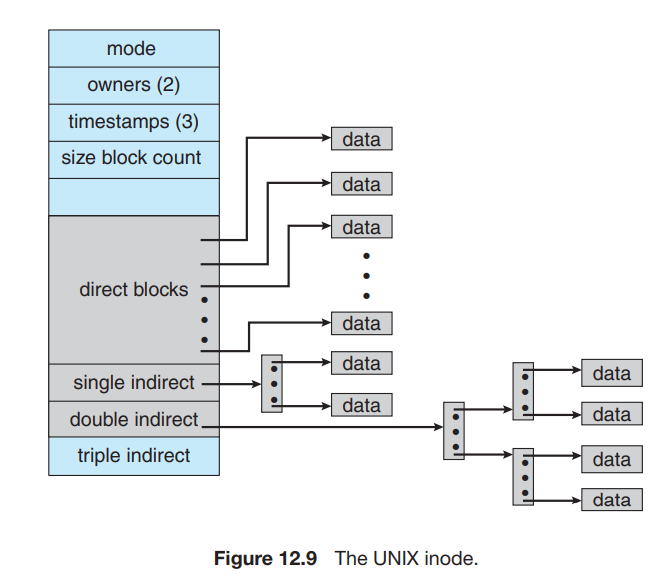 mode
owners (2)
timestamps (3)
size block count
data
data
data
direct blocks
data
single indirect
data
data
double indirect
data
data
triple indirect
data
data
Figure 12.9 The UNIX inode.